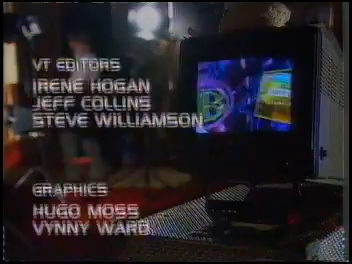 VT EDITORS
IRENE HOGAN
JEFF COLLINS
STEVE WILLIAMSON
GRAPHICS
HUGO MOSS
VYNNY WARD